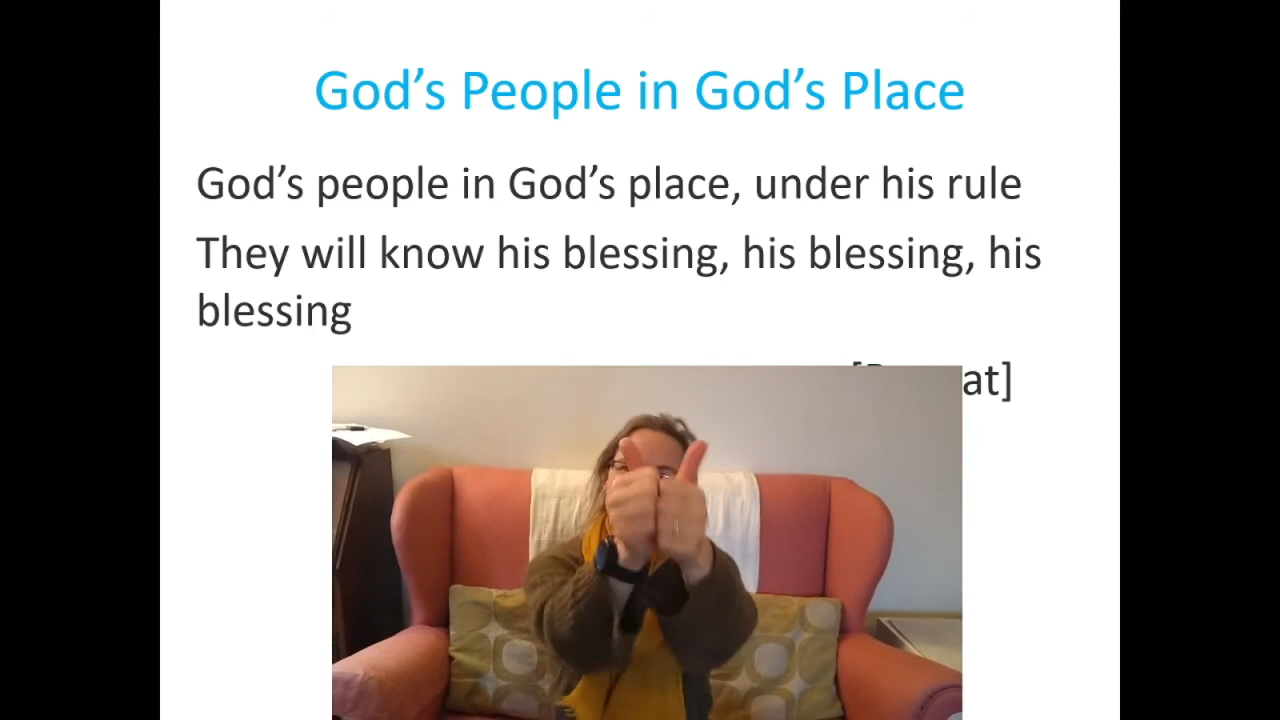 God’s People in God’s Place
God’s people in God’s place, under his rule
They will know his blessing, his blessing, his
blessing